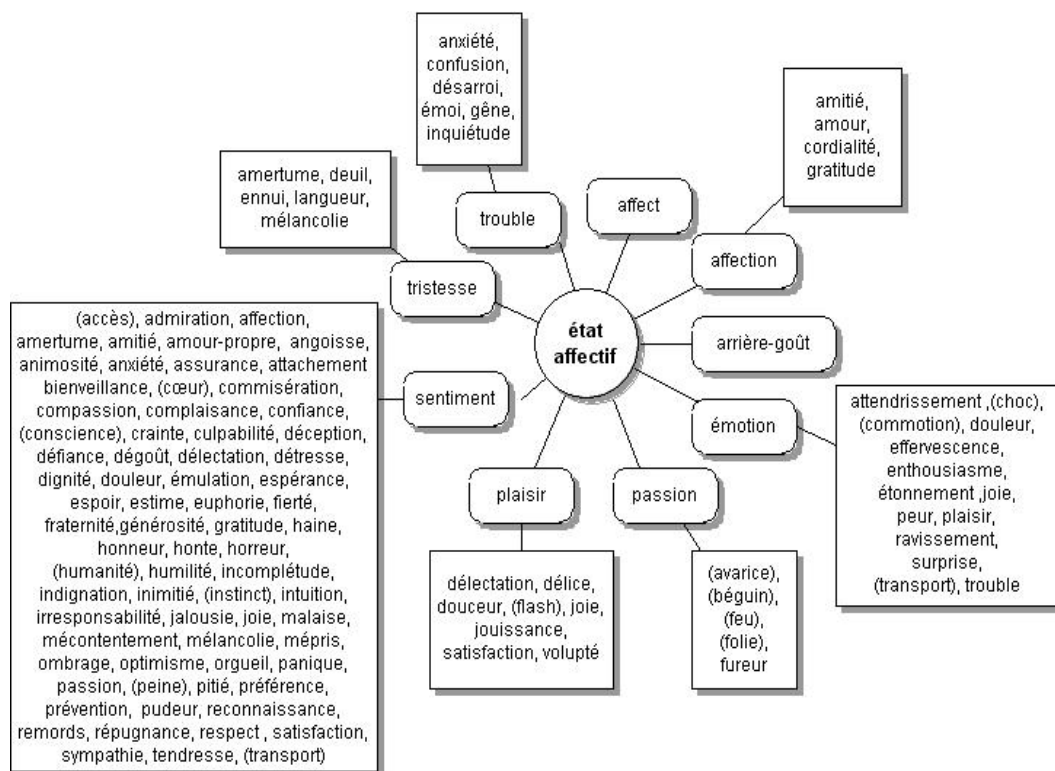 anxiété,
confusion,
désarroi,
émoi, gêne,
inquiétude
amitié,
amour,
cordialité,
gratitude
amertume, deuil,
ennui, langueur,
mélancolie
trouble
affect
affection
tristesse
état
affectif
arrière-goût
sentiment
émotion
plaisir
passion
(accès), admiration, affection,
amertume, amitié, amour-propre, angoisse,
animosité, anxiété, assurance, attachement
bienveillance, (cœur), commisération,
compassion, complaisance, confiance,
(conscience), crainte, culpabilité, déception,
défiance, dégoût, délectation, détresse,
dignité, douleur, émulation, espérance,
espoir, estime, euphorie, fierté,
fraternité,générosité, gratitude, haine,
honneur, honte, horreur,
(humanité), humilité, incomplétude,
indignation, inimitié, (instinct), intuition,
irresponsabilité, jalousie, joie, malaise,
mécontentement, mélancolie, mépris,
ombrage, optimisme, orgueil, panique,
passion, (peine), pitié, préférence,
prévention, pudeur, reconnaissance,
remords, répugnance, respect , satisfaction,
sympathie, tendresse, (transport)
attendrissement ,(choc),
(commotion), douleur,
effervescence,
enthousiasme,
étonnement ,joie,
peur, plaisir,
ravissement,
surprise,
(transport), trouble
délectation, délice,
douceur, (flash), joie,
jouissance,
satisfaction, volupté
(avarice),
(béguin),
(feu),
(folie),
fureur